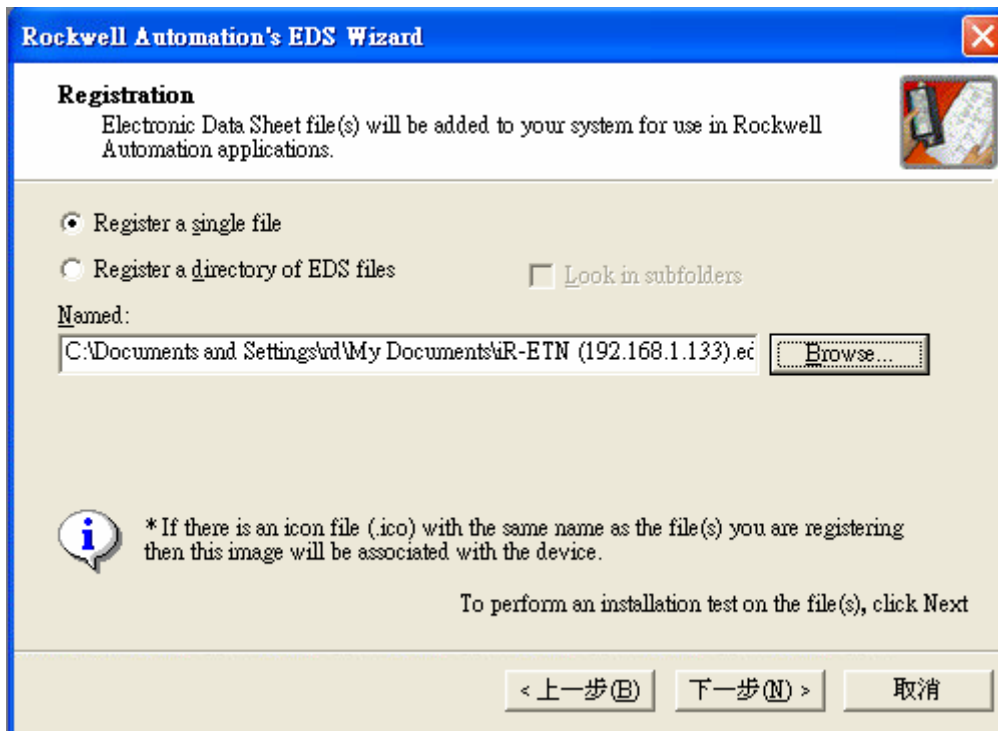 Rockwell Automation's EDS Wizard
Registration
Electronic Data Sheet file(s) will be added to your system for use in Rockwell
Automation applications.
Register a single file
Register a directory of EDS files
Look in subfolders
Named:
C:\Documents and Settings\rd\My Documents\iR-ETN (192.168.1.133).ed
Browse...
i
* If there is an icon file (.ico) with the same name as the file(s) you are registering
then this image will be associated with the device.
To perform an installation test on the file(s), click Next
< 上一步(B)
下一步(N) >
取消